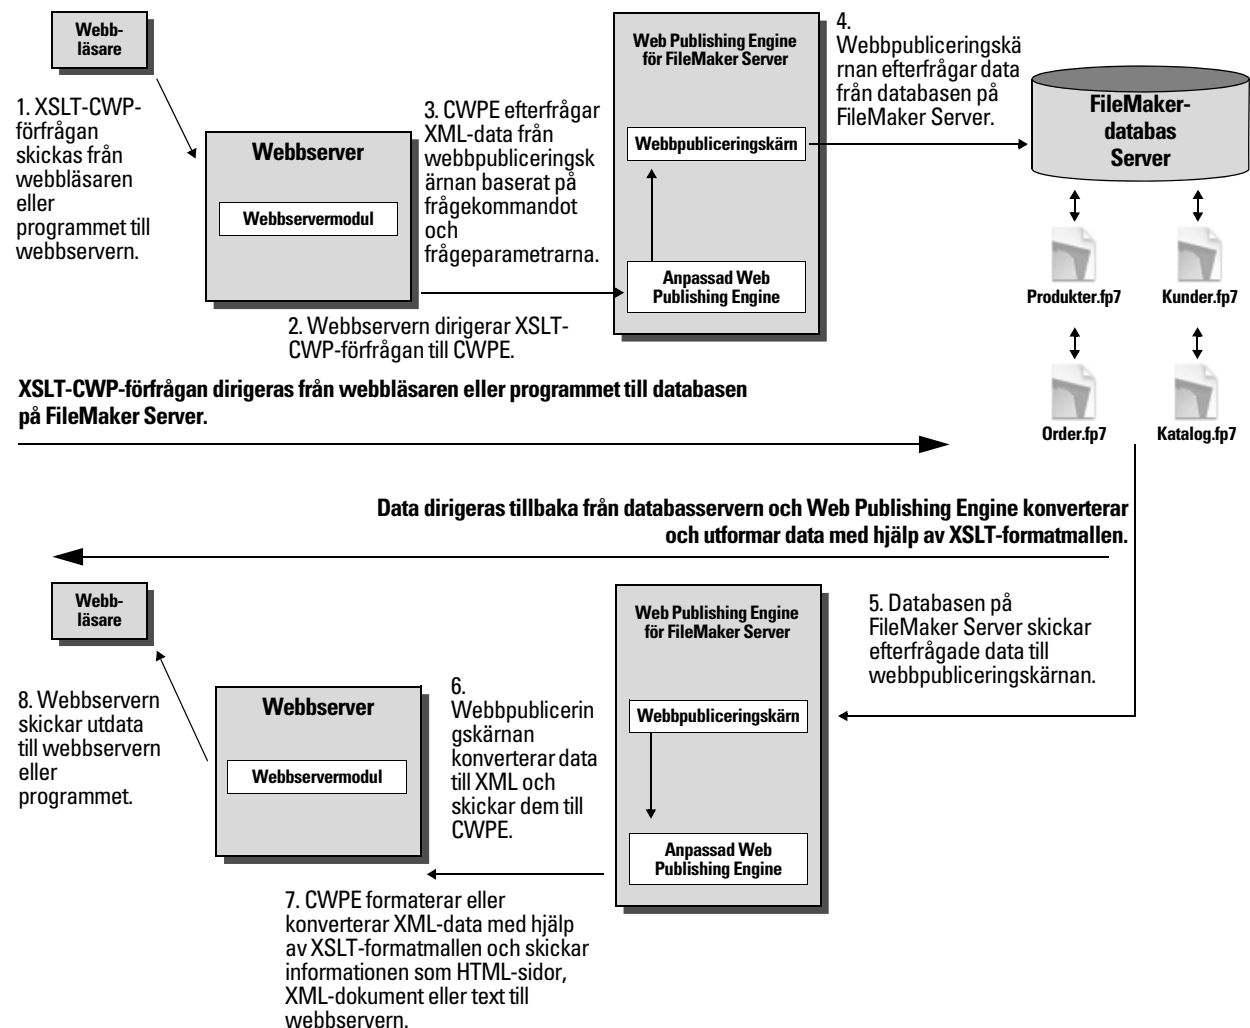 Webb-
läsare
1. XSLT-CWP-
förfrågan
skickas från
webbläsaren
eller
programmet till
webbservern.
Webbserver
Webbservermodul
2. Webbservern dirigerar XSLT-
CWP-förfrågan till CWPE.
3. CWPE efterfrågar
XML-data från
webbpubliceringsk
ärnan baserat på
frågekommandot
och
frågeparametrarna.
Web Publishing Engine
för FileMaker Server
Webbpubliceringskärn
Anpassad Web
Publishing Engine
4.
Webbpubliceringskä
rnan efterfrågar data
från databasen på
FileMaker Server.
FileMaker-
databas
Server
Produkter.fp7
Kunder.fp7
Order.fp7
Katalog.fp7
XSLT-CWP-förfrågan dirigeras från webbläsaren eller programmet till databasen
på FileMaker Server.
Data dirigeras tillbaka från databasservern och Web Publishing Engine konverterar
och utformar data med hjälp av XSLT-formatmallen.
5. Databasen på
FileMaker Server skickar
efterfrågade data till
webbpubliceringskärnan.
Web Publishing Engine
för FileMaker Server
Webbpubliceringskärn
Anpassad Web
Publishing Engine
6.
Webbpublicerin
gskärnan
konverterar data
till XML och
skickar dem till
CWPE.
Webbserver
Webbservermodul
7. CWPE formaterar eller
konverterar XML-data med hjälp
av XSLT-formatmallen och skickar
informationen som HTML-sidor,
XML-dokument eller text till
webbservern.
Webb-
läsare
8. Webbservern
skickar utdata
till webbservern
eller
programmet.